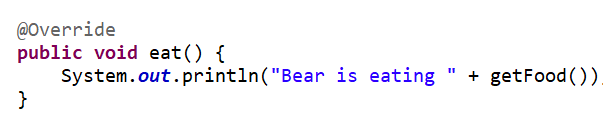 @Override
public void eat() {
    System.out.println("Bear is eating " + getFood());
}